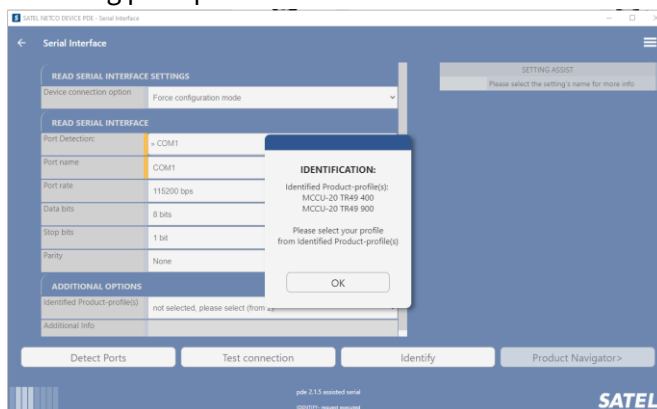 SATEL NETCO DEVICE PDE - Serial Interface
Serial Interface
READ SERIAL INTERFACE SETTINGS
Device connection option
Force configuration mode
READ SERIAL INTERFACE
Port Detection:
» COM1
Port name
COM1
Port rate
115200 bps
Data bits
8 bits
Stop bits
1 bit
Parity
None
ADDITIONAL OPTIONS
Identified Product-profile(s)
not selected, please select (from 2)
Additional Info
SETTING ASSIST
Please select the setting's name for more info
IDENTIFICATION:
Identified Product-profile(s):
MCCU-20 TR49 400
MCCU-20 TR49 900
Please select your profile
from Identified Product-profile(s)
OK
Detect Ports
Test connection
Identify
Product Navigator>
pde 2.1.5 assisted serial
IDENTIFY: request executed
SATEL